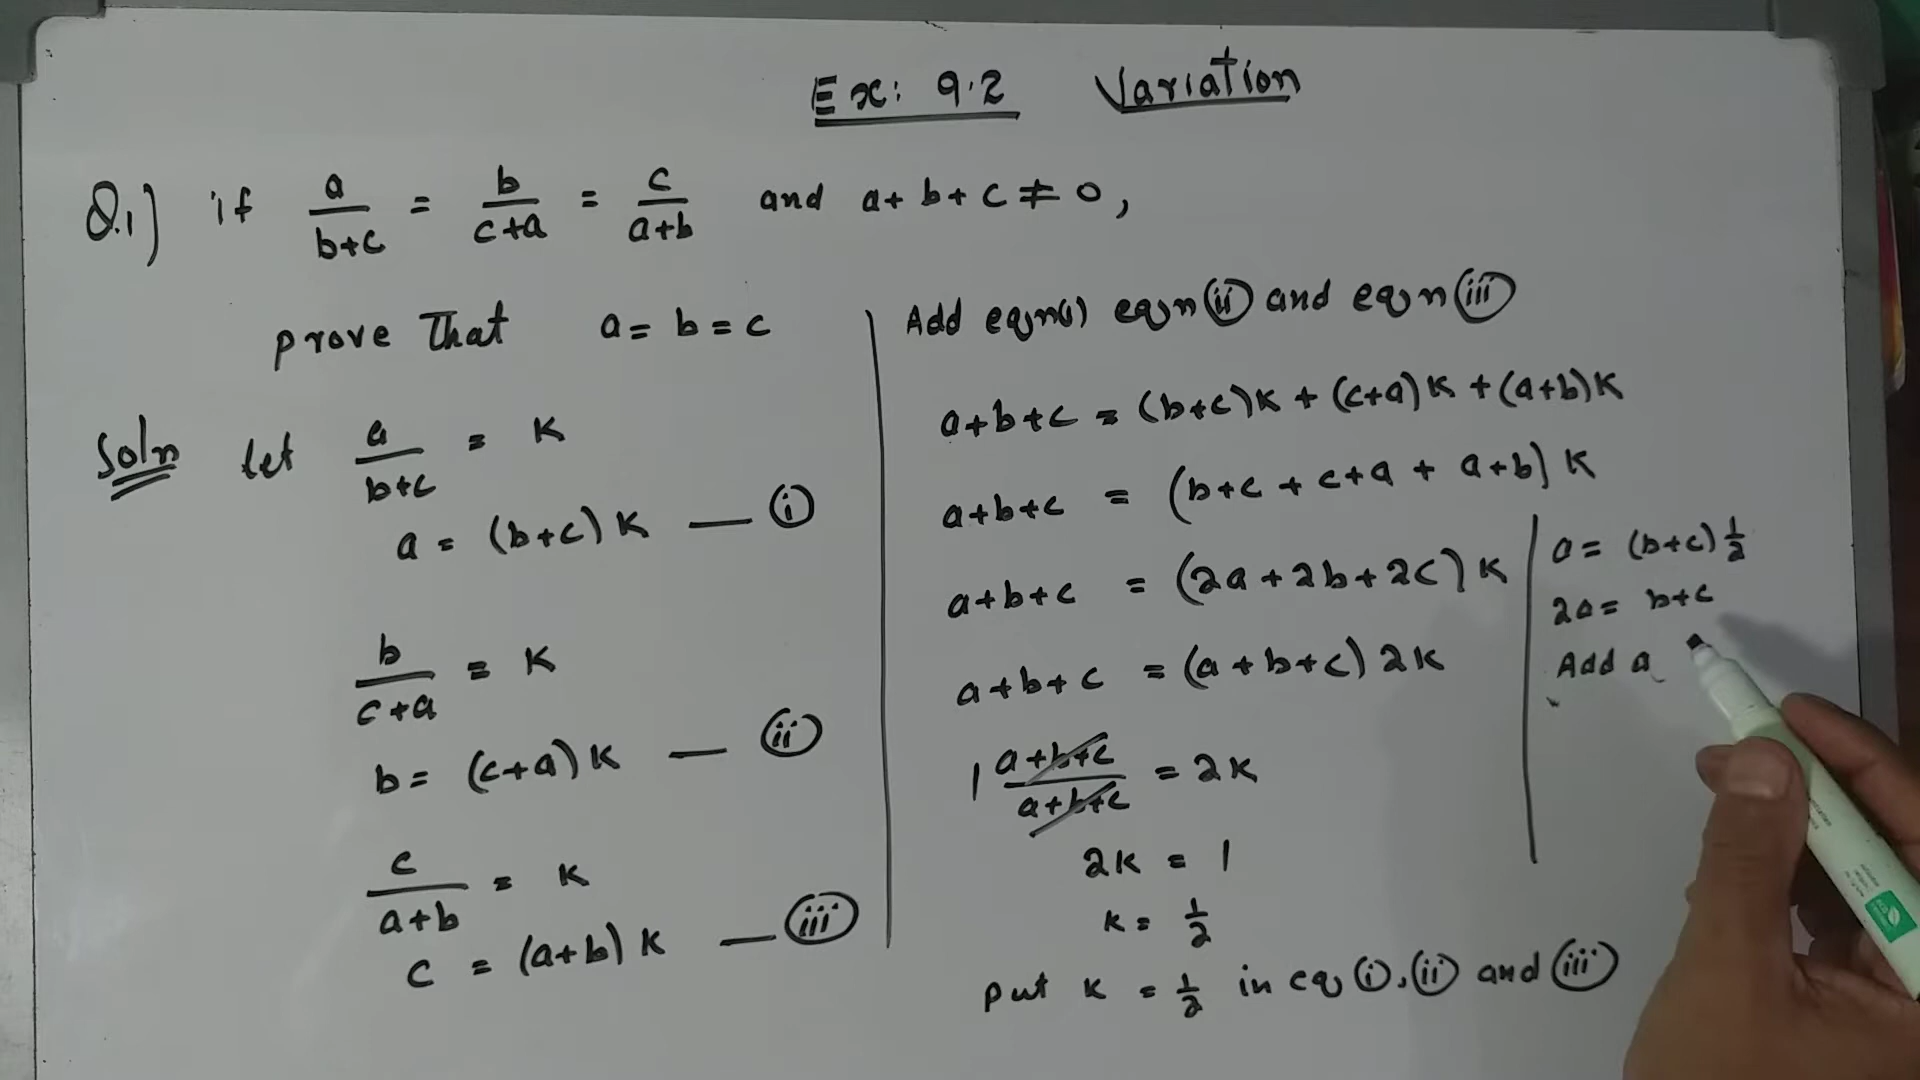 Ex: 9.2 Variation
Q.1) if a/(b+c) = b/(c+a) = c/(a+b) and a+b+c ≠ 0,
prove That a = b = c
Soln let a/(b+c) = K
a = (b+c) K — (i)
b/(c+a) = K
b = (c+a) K — (ii)
c/(a+b) = K
c = (a+b) K — (iii)
Add eqn(i) eqn (ii) and eqn (iii)
a+b+c = (b+c)K + (c+a)K + (a+b)K
a+b+c = (b+c + c+a + a+b) K
a+b+c = (2a+2b+2c) K
a+b+c = (a+b+c) 2K
1 (a+b+c)/(a+b+c) = 2K
2K = 1
K = 1/2
put K = 1/2 in eq (i), (ii) and (iii)
a = (b+c) 1/2
2a = b+c
Add a